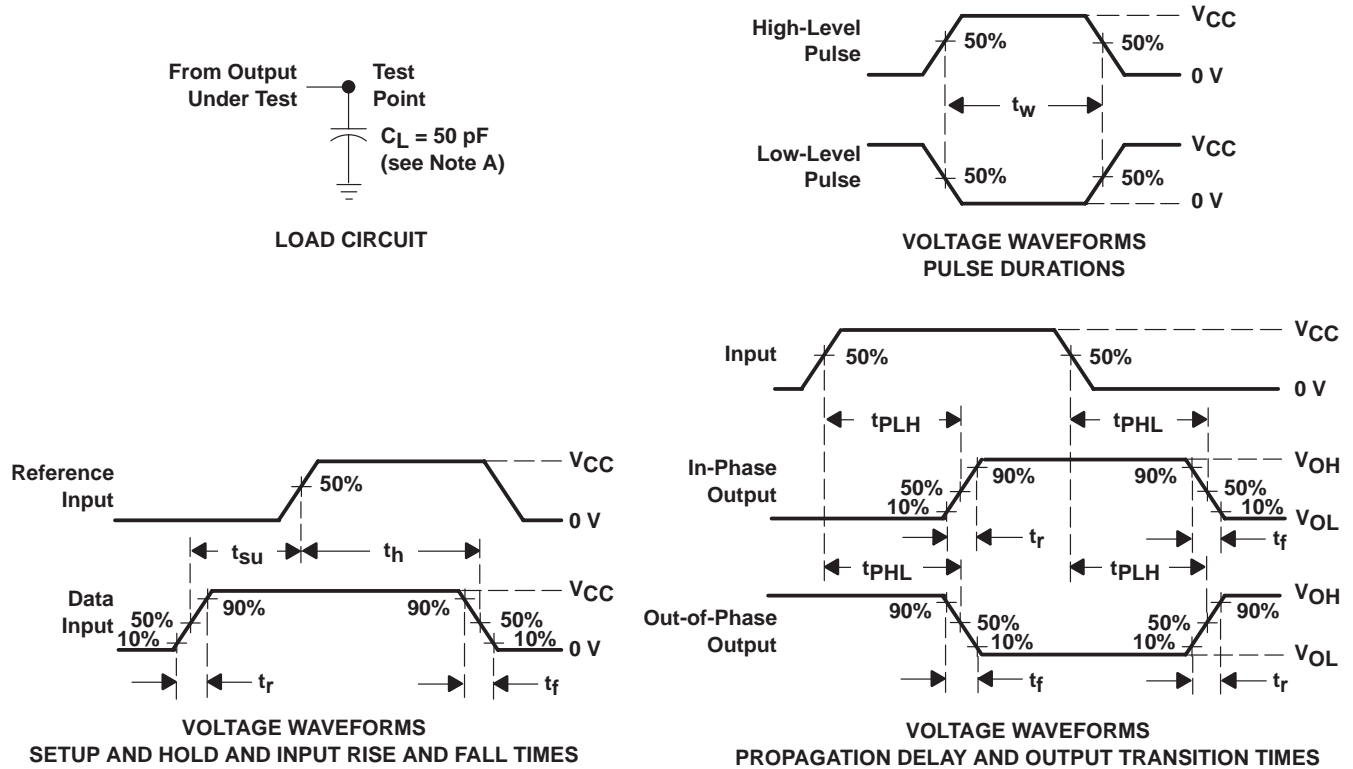 From Output
Under Test
Test
Point
CL = 50 pF
(see Note A)
LOAD CIRCUIT
High-Level
Pulse
50%
50%
VCC
0 V
tw
Low-Level
Pulse
50%
50%
VCC
0 V
VOLTAGE WAVEFORMS
PULSE DURATIONS
Reference
Input
50%
VCC
0 V
tsu
th
Data
Input
50%
10%
90%
90%
50%
10%
VCC
0 V
tr
tf
VOLTAGE WAVEFORMS
SETUP AND HOLD AND INPUT RISE AND FALL TIMES
Input
50%
50%
VCC
0 V
tPLH
tPHL
In-Phase
Output
50%
10%
90%
90%
50%
10%
VOH
VOL
tr
tf
tPHL
tPLH
Out-of-Phase
Output
90%
50%
10%
50%
10%
90%
VOH
VOL
tf
tr
VOLTAGE WAVEFORMS
PROPAGATION DELAY AND OUTPUT TRANSITION TIMES